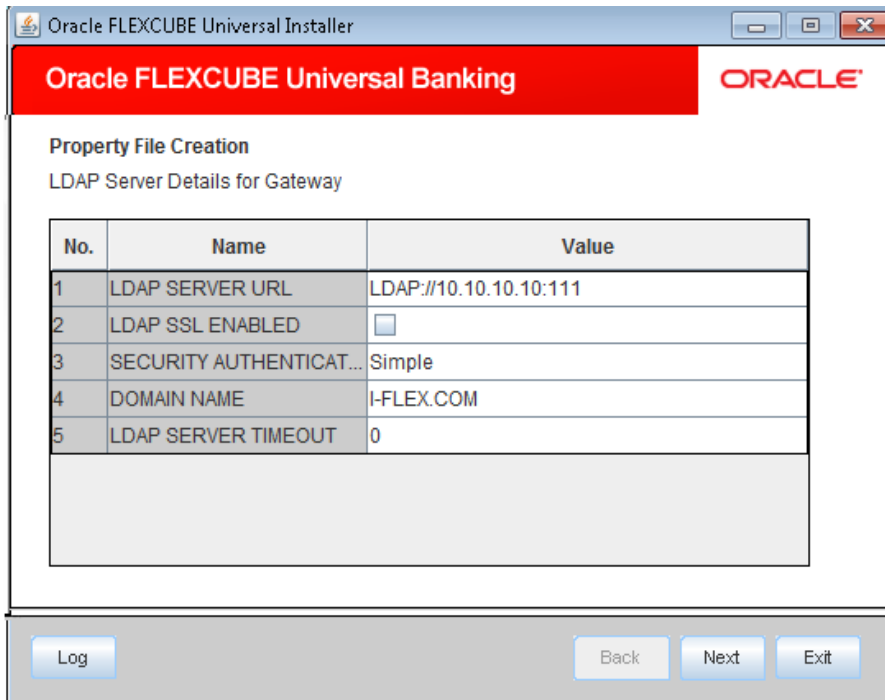 Oracle FLEXCUBE Universal Installer
Oracle FLEXCUBE Universal Banking ORACLE
Property File Creation
LDAP Server Details for Gateway
No. Name Value
1 LDAP SERVER URL LDAP://10.10.10.10:111
2 LDAP SSL ENABLED
3 SECURITY AUTHENTICAT... Simple
4 DOMAIN NAME I-FLEX.COM
5 LDAP SERVER TIMEOUT 0
Log Back Next Exit